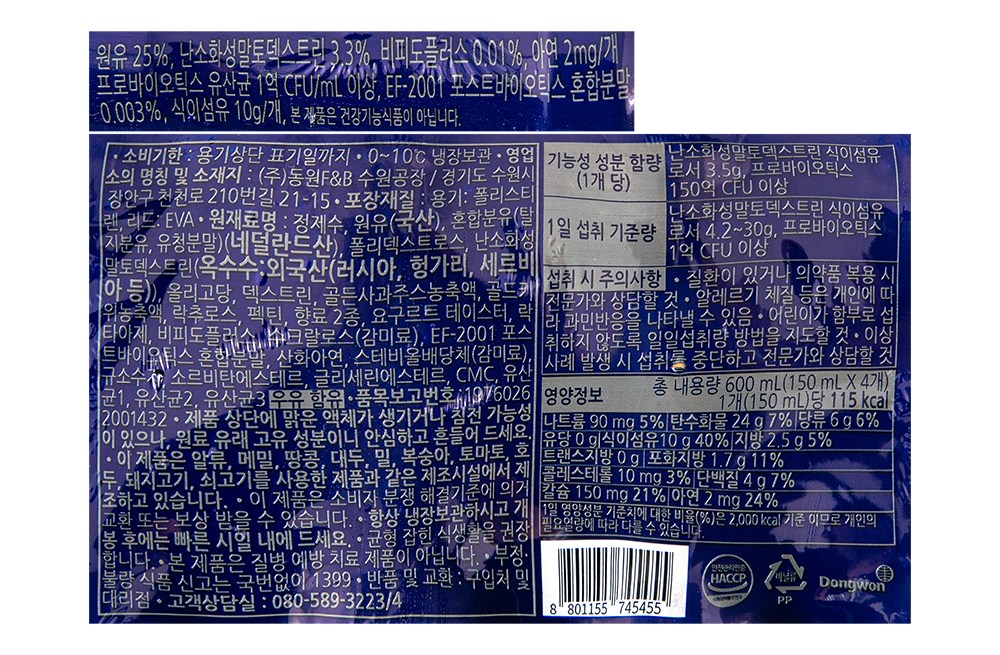 원유 25%, 난소화성말토덱스트린 3.3%, 비피도플러스 0.01%, 아연 2mg/개
프로바이오틱스 유산균 1억 CFU/mL 이상, EF-2001 포스트바이오틱스 혼합분말
0.003%, 식이섬유 10g/개, 본 제품은 건강기능식품이 아닙니다.
• 소비기한 : 용기상단 표기일까지 • 0~10℃ 냉장보관 • 영업
소의 명칭 및 소재지 : (주)동원F&B 수원공장 / 경기도 수원시
장안구 천천로 210번길 21-15 • 포장재질 : 용기: 폴리스티
렌, 리드: EVA • 원재료명 : 정제수, 원유(국산), 혼합분유(탈
지분유, 유청분말)(네덜란드산), 폴리덱스트로스, 난소화성
말토덱스트린(옥수수:외국산(러시아, 헝가리, 세르비
아 등)), 올리고당, 덱스트린, 골든사과주스농축액, 골드키
위농축액, 락추로스, 펙틴, 향료 2종, 요구르트 테이스터, 락
타아제, 비피도플러스, 수크랄로스(감미료), EF-2001 포스
트바이오틱스 혼합분말, 산화아연, 스테비올배당체(감미료),
규소수지, 소르비탄에스테르, 글리세린에스테르, CMC, 유산
균1, 유산균2, 유산균3 우유 함유 • 품목보고번호 : 1976026
2001432 • 제품 상단에 맑은 액체가 생기거나 침전 가능성
이 있으나, 원료 유래 고유 성분이니 안심하고 흔들어 드세요.
• 이 제품은 알류, 메밀, 땅콩, 대두, 밀, 복숭아, 토마토, 호
두, 돼지고기, 쇠고기를 사용한 제품과 같은 제조시설에서 제
조하고 있습니다. • 이 제품은 소비자 분쟁 해결기준에 의거
교환 또는 보상 받을 수 있습니다. • 항상 냉장보관하시고 개
봉 후에는 빠른 시일 내에 드세요. • 균형 잡힌 식생활을 권장
합니다. • 본 제품은 질병 예방 치료 제품이 아닙니다. • 부정·
불량 식품 신고는 국번없이 1399 • 반품 및 교환 : 구입처 및
대리점 • 고객상담실 : 080-589-3223/4
기능성 성분 함량
(1개 당)
난소화성말토덱스트린 식이섬유
로서 3.5g, 프로바이오틱스
150억 CFU 이상
1일 섭취 기준량
난소화성말토덱스트린 식이섬유
로서 4.2~30g, 프로바이오틱스
1억 CFU 이상
섭취 시 주의사항 • 질환이 있거나 의약품 복용 시
전문가와 상담할 것 • 알레르기 체질 등은 개인에 따
라 과민반응을 나타낼 수 있음 • 어린이가 함부로 섭
취하지 않도록 일일섭취량 방법을 지도할 것 • 이상
사례 발생 시 섭취를 중단하고 전문가와 상담할 것
영양정보
총 내용량 600 mL(150 mL X 4개)
1개(150 mL)당 115 kcal
나트륨 90 mg 5% 탄수화물 24 g 7% 당류 6 g 6%
유당 0 g 식이섬유10 g 40% 지방 2.5 g 5%
트랜스지방 0 g 포화지방 1.7 g 11%
콜레스테롤 10 mg 3% 단백질 4 g 7%
칼슘 150 mg 21% 아연 2 mg 24%
1일 영양성분 기준치에 대한 비율(%)은 2,000 kcal 기준 이므로 개인의
필요열량에 따라 다를 수 있습니다.
8 801155 745455
HACCP
비닐류
PP
Dongwon